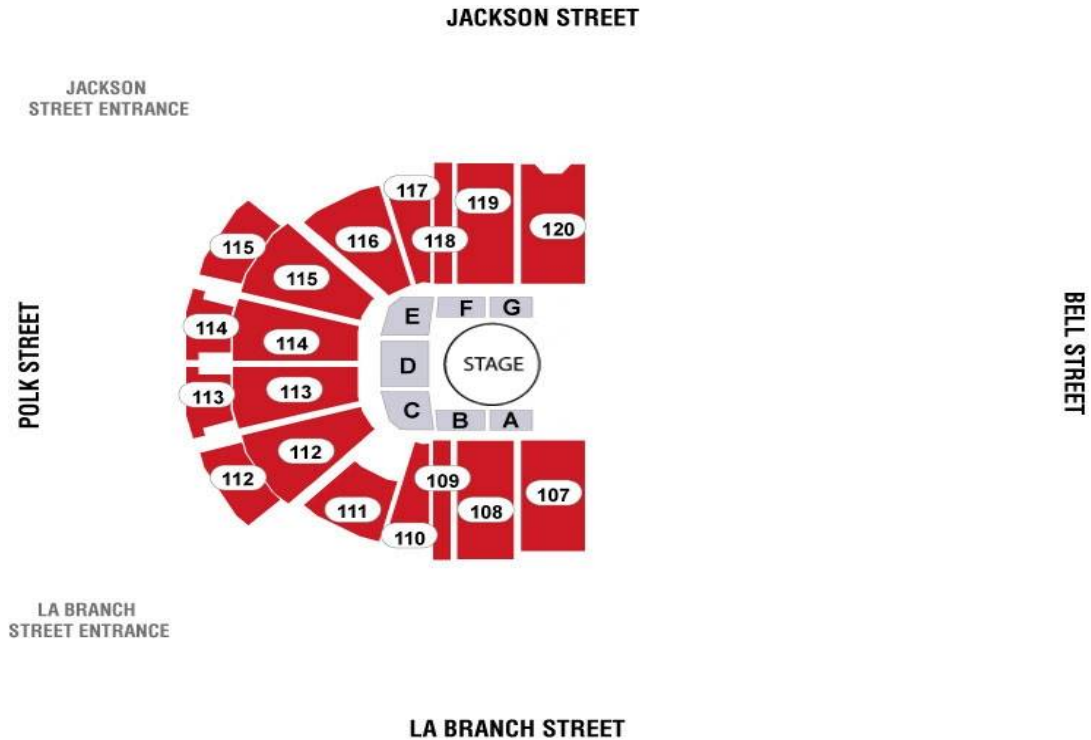 JACKSON STREET
JACKSON
STREET ENTRANCE
117
119
120
118
116
115
115
114
114
113
113
112
112
111
110
109
108
107
E
F
G
D
STAGE
C
B
A
POLK STREET
BELL STREET
LA BRANCH
STREET ENTRANCE
LA BRANCH STREET